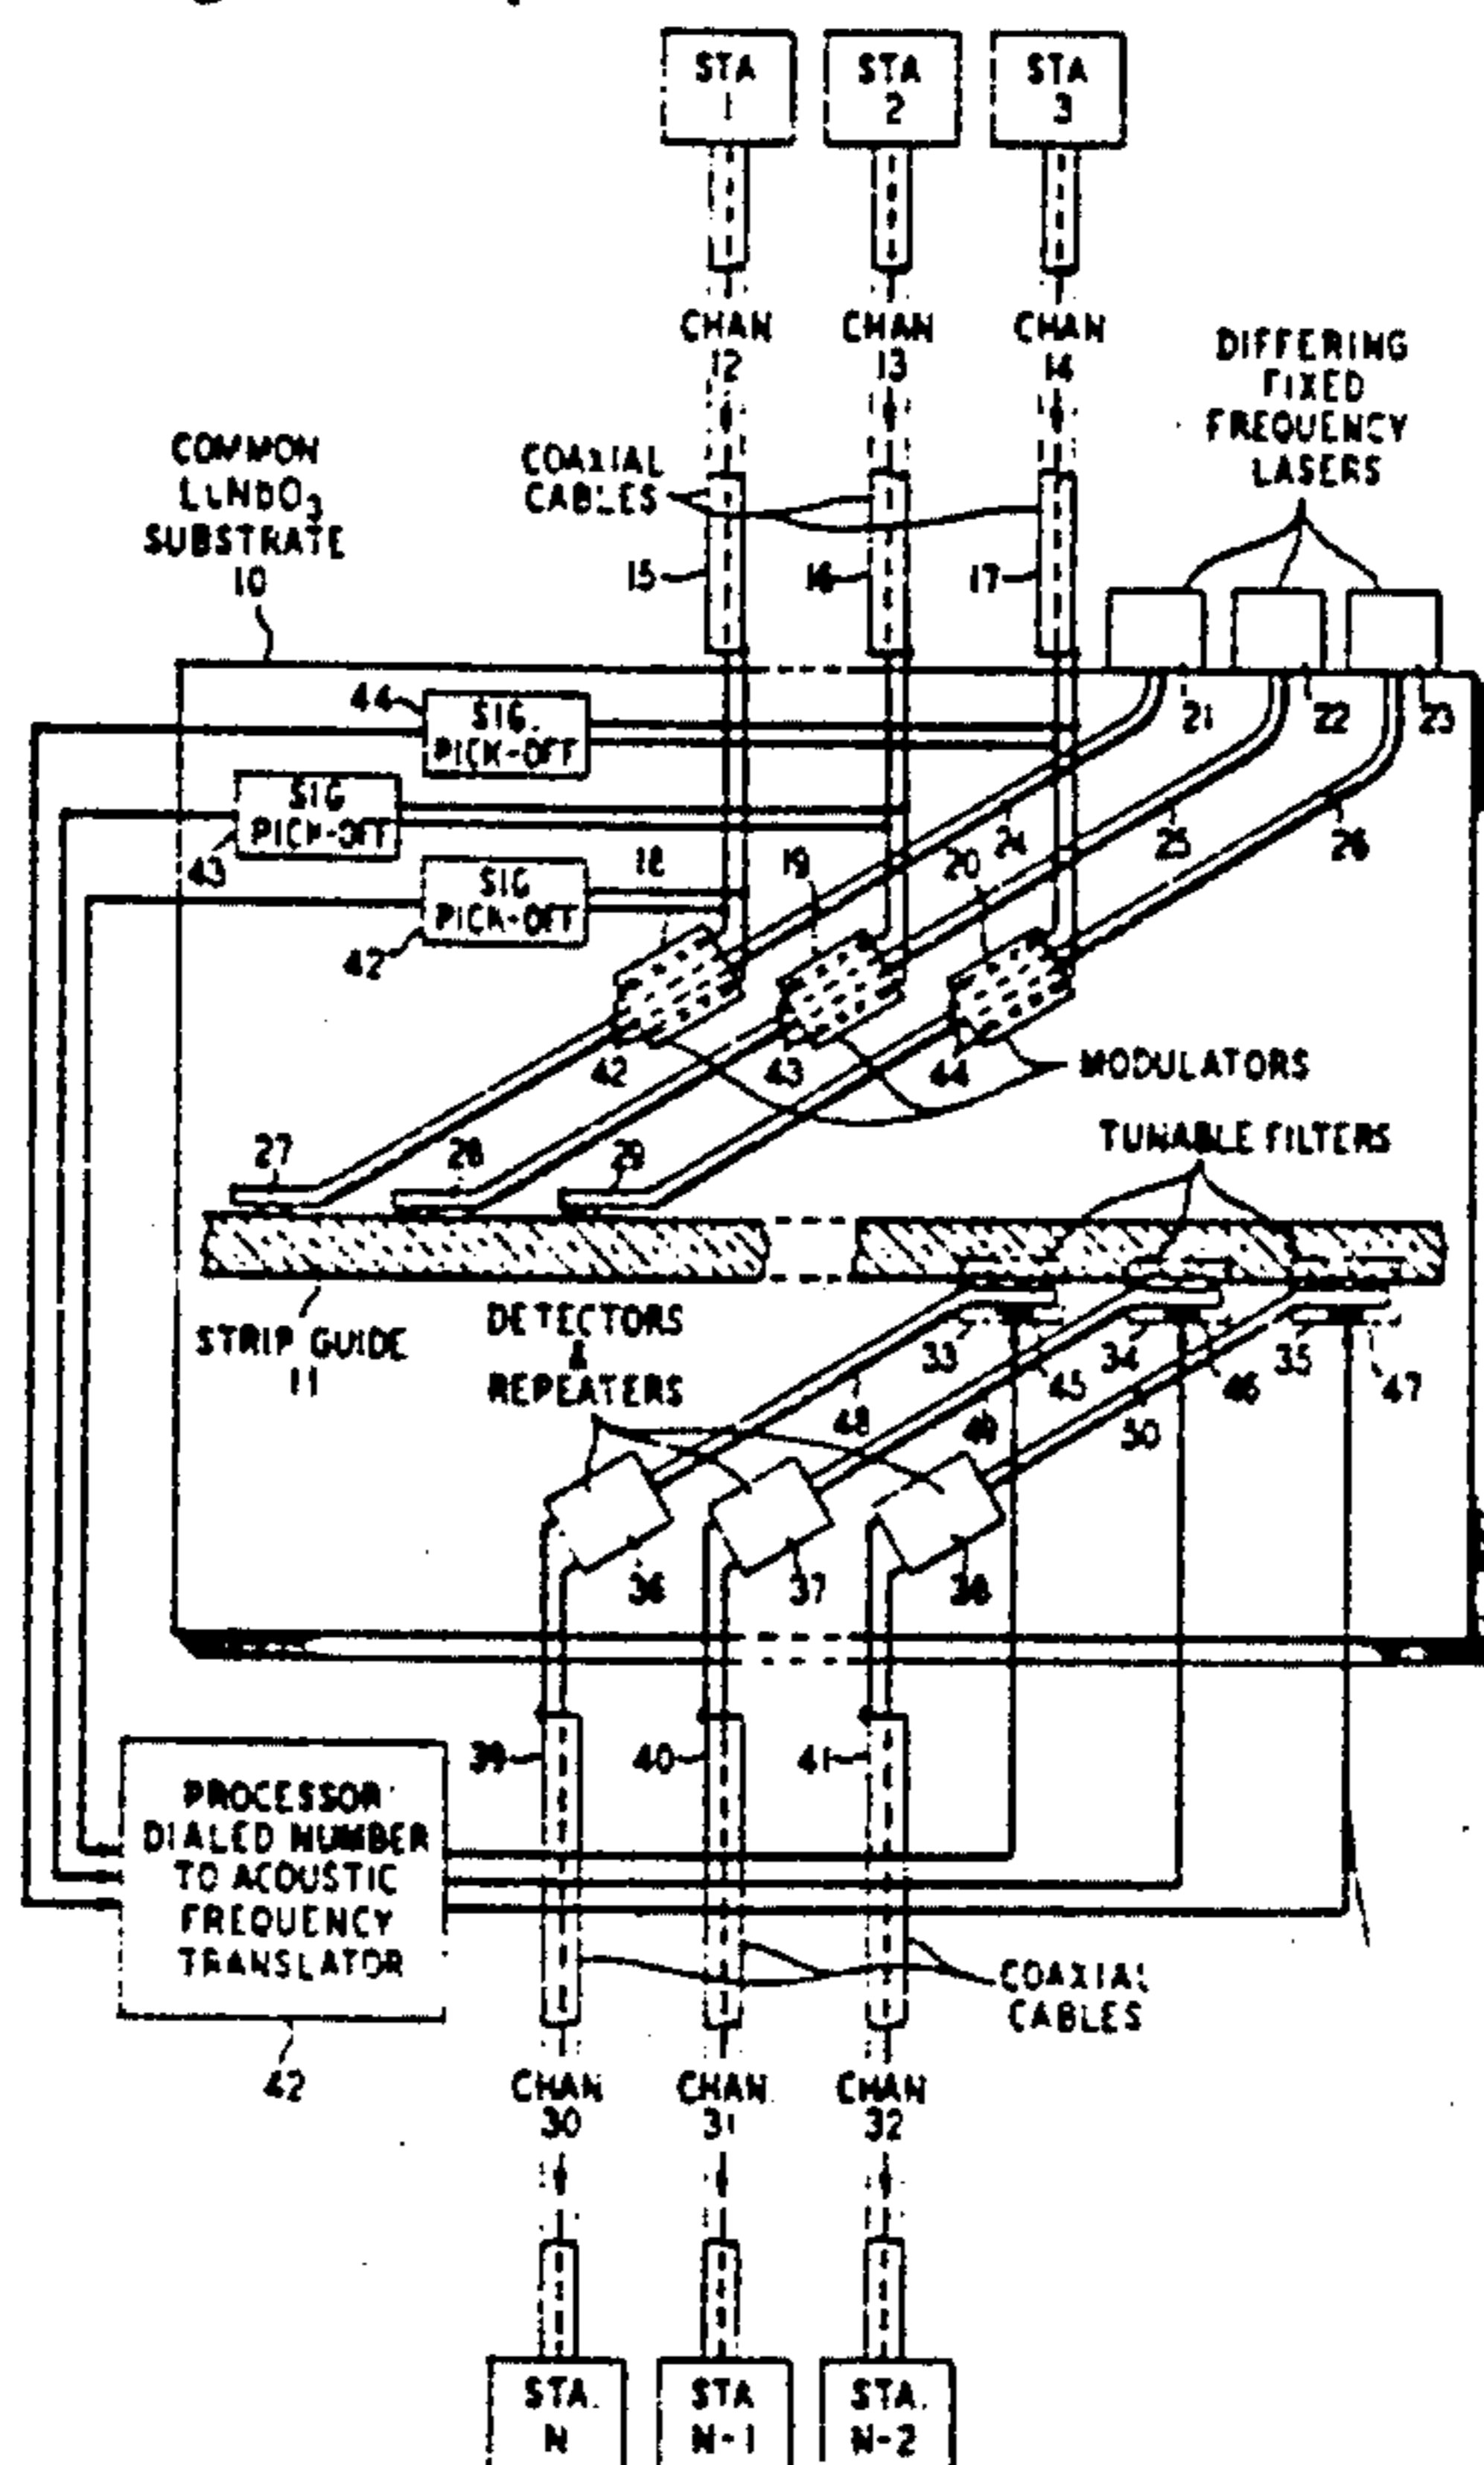 STA 1
STA 2
STA 3
CHAN 12
CHAN 13
CHAN 14
DIFFERING
FIXED
FREQUENCY
LASERS
COMMON
LiNbO3
SUBSTRATE
10
COAXIAL
CABLES
15
16
17
44
SIG.
PICK-OFF
21
22
23
SIG
PICK-OFF
43
18
19
20
24
25
26
SIG
PICK-OFF
42
42
43
44
MODULATORS
TUNABLE FILTERS
27
28
29
STRIP GUIDE
11
DETECTORS
&
REPEATERS
33
45
34
46
35
47
48
49
50
36
37
38
39
40
41
PROCESSOR
DIALED NUMBER
TO ACOUSTIC
FREQUENCY
TRANSLATOR
42
COAXIAL
CABLES
CHAN 30
CHAN 31
CHAN 32
STA. N
STA N-1
STA. N-2